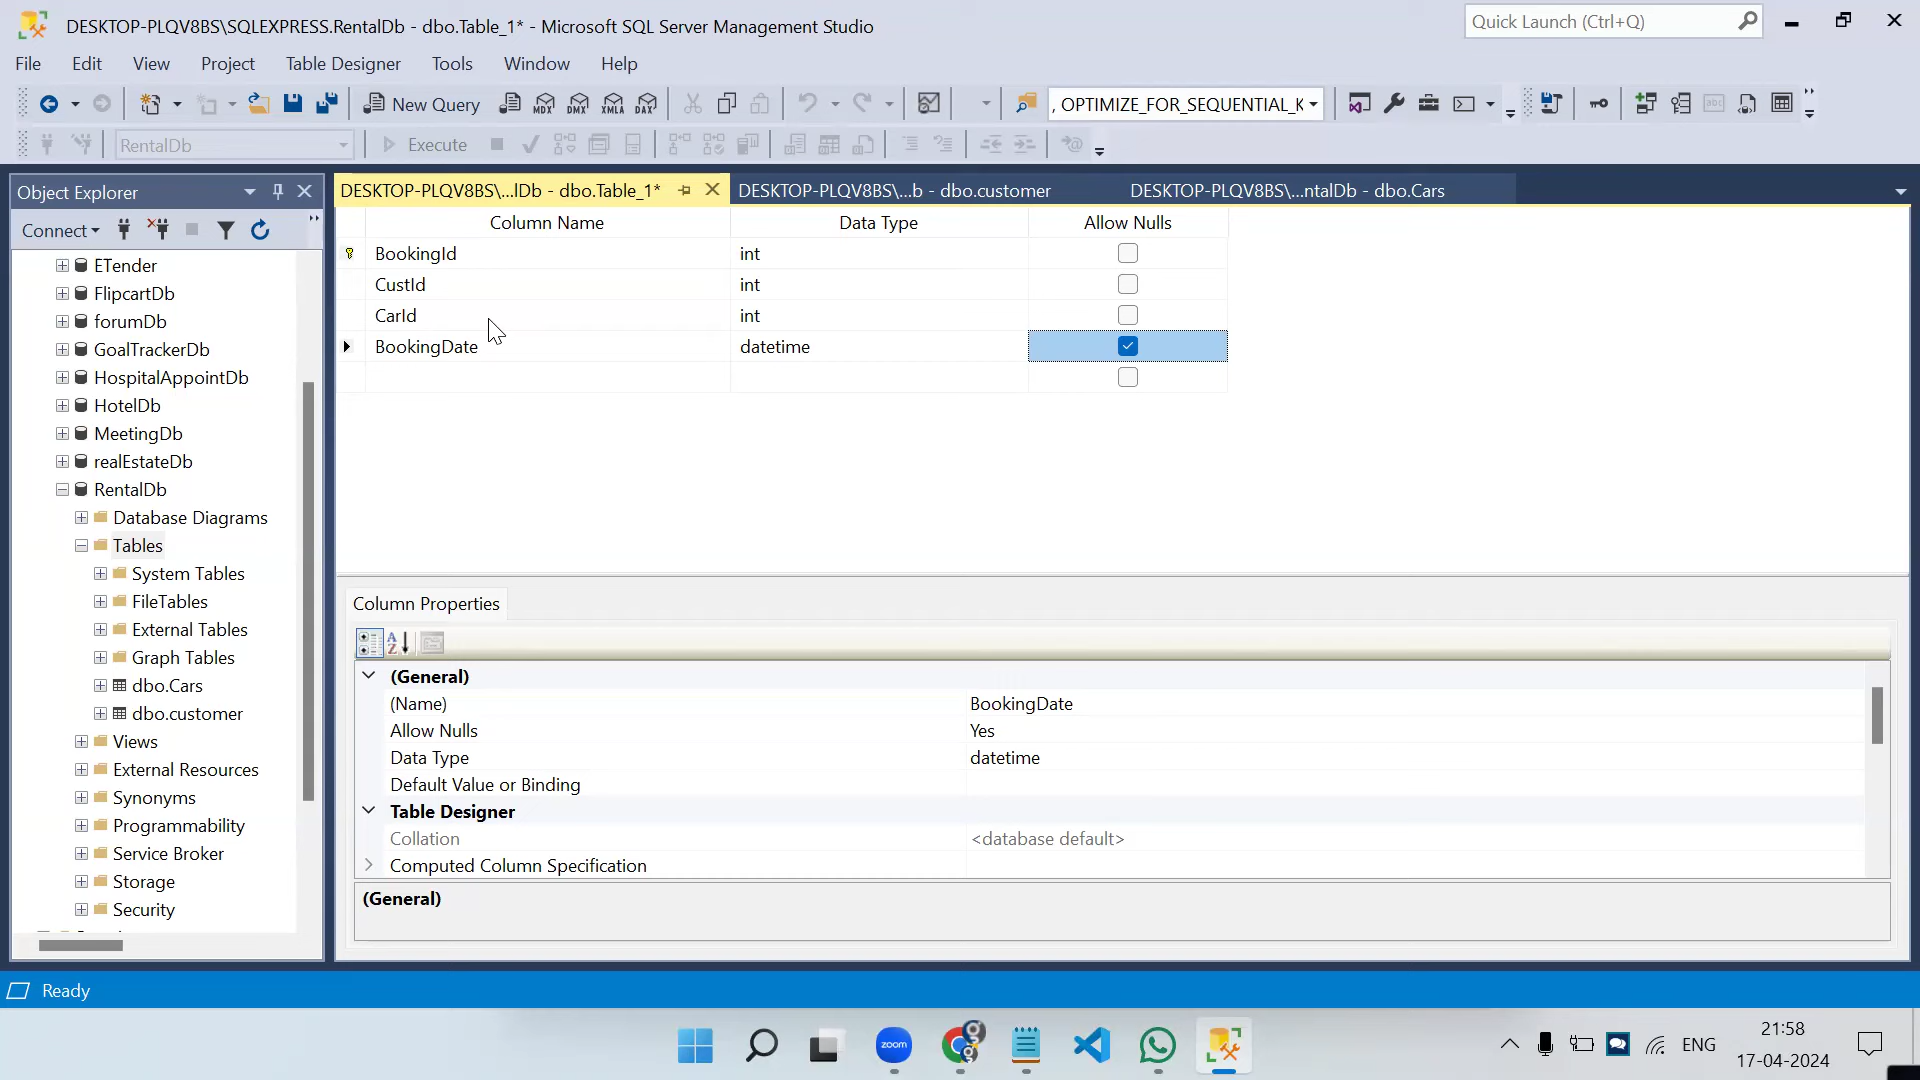 DESKTOP-PLQV8BS\SQLEXPRESS.RentalDb - dbo.Table_1* - Microsoft SQL Server Management Studio
Quick Launch (Ctrl+Q)
File Edit View Project Table Designer Tools Window Help
New Query MDX DMX XMLA DAX , OPTIMIZE_FOR_SEQUENTIAL_K
RentalDb Execute
Object Explorer
DESKTOP-PLQV8BS\...lDb - dbo.Table_1* DESKTOP-PLQV8BS\...b - dbo.customer DESKTOP-PLQV8BS\...ntalDb - dbo.Cars
Connect
Column Name Data Type Allow Nulls
BookingId int
CustId int
CarId int
BookingDate datetime
ETender
FlipcartDb
forumDb
GoalTrackerDb
HospitalAppointDb
HotelDb
MeetingDb
realEstateDb
RentalDb
Database Diagrams
Tables
System Tables
FileTables
External Tables
Graph Tables
dbo.Cars
dbo.customer
Views
External Resources
Synonyms
Programmability
Service Broker
Storage
Security
Column Properties
(General)
(Name) BookingDate
Allow Nulls Yes
Data Type datetime
Default Value or Binding
Table Designer
Collation <database default>
Computed Column Specification
(General)
Ready
zoom
ENG
21:58
17-04-2024